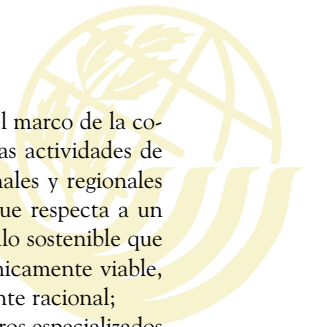 l marco de la co-
as actividades de
nales y regionales
ue respecta a un
llo sostenible que
nicamente viable,
nte racional;
ros especializados